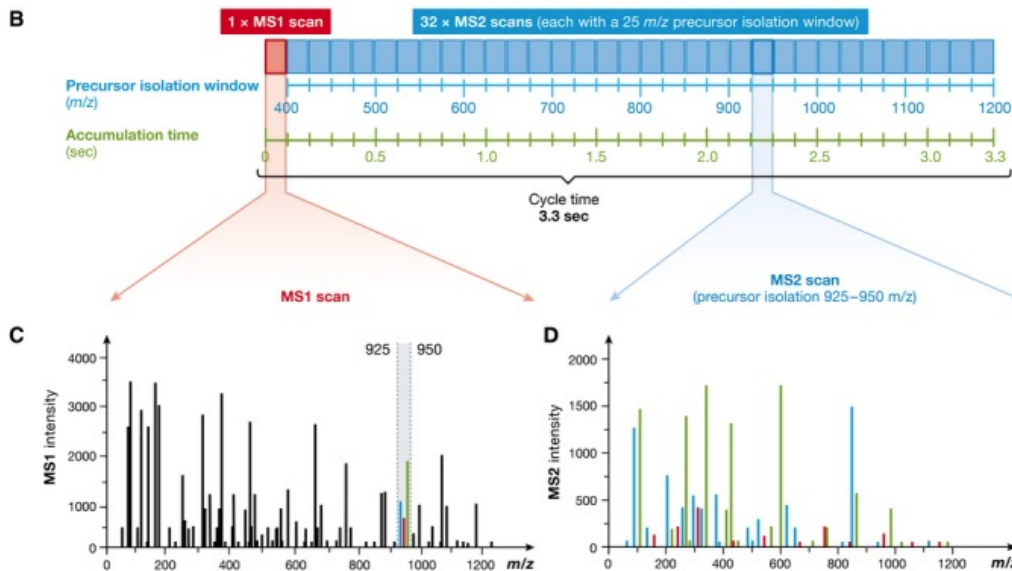 B
1 × MS1 scan
32 × MS2 scans (each with a 25 m/z precursor isolation window)
Precursor isolation window
(m/z)
400 500 600 700 800 900 1000 1100 1200
Accumulation time
(sec)
0 0.5 1.0 1.5 2.0 2.5 3.0 3.3
Cycle time
3.3 sec
MS1 scan
MS2 scan
(precursor isolation 925–950 m/z)
C
925 950
4000
3000
2000
1000
0
MS1 intensity
0 200 400 600 800 1000 1200 m/z
D
2000
1500
1000
500
0
MS2 intensity
0 200 400 600 800 1000 1200 m/z